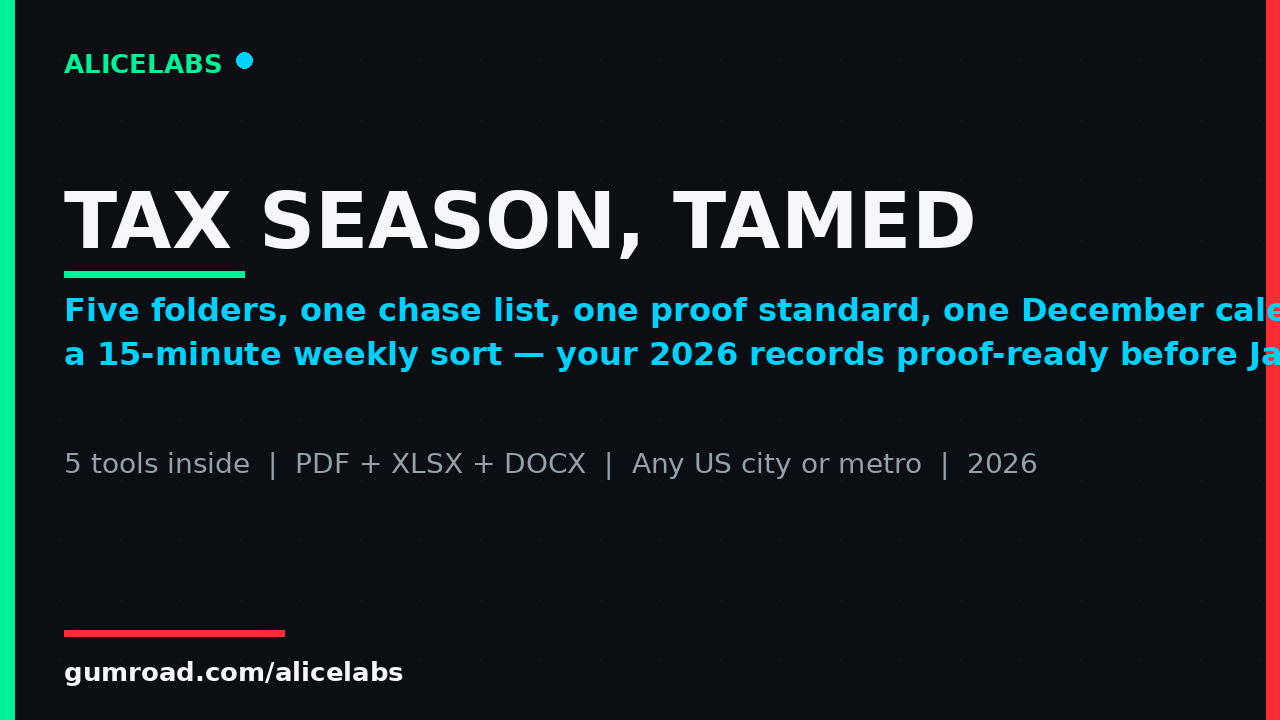 ALICELABS
TAX SEASON, TAMED
Five folders, one chase list, one proof standard, one December
a 15-minute weekly sort — your 2026 records proof-ready before
5 tools inside | PDF + XLSX + DOCX | Any US city or metro | 2026
gumroad.com/alicelabs